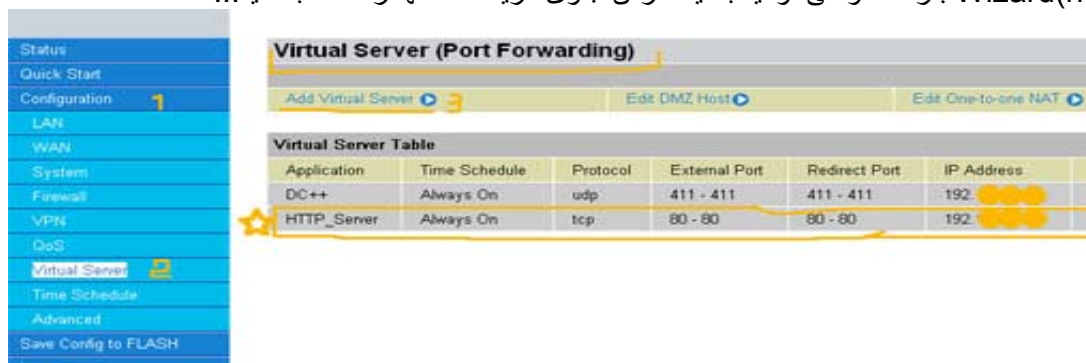 Wizard(
Status
Quick Start
Configuration 1
LAN
WAN
System
Firewall
VPN
QoS
Virtual Server 2
Time Schedule
Advanced
Save Config to FLASH
Virtual Server (Port Forwarding)
Add Virtual Server 3 Edit DMZ Host Edit One-to-one NAT
Virtual Server Table
Application Time Schedule Protocol External Port Redirect Port IP Address
DC++ Always On udp 411 - 411 411 - 411 192.
HTTP_Server Always On tcp 80 - 80 80 - 80 192.